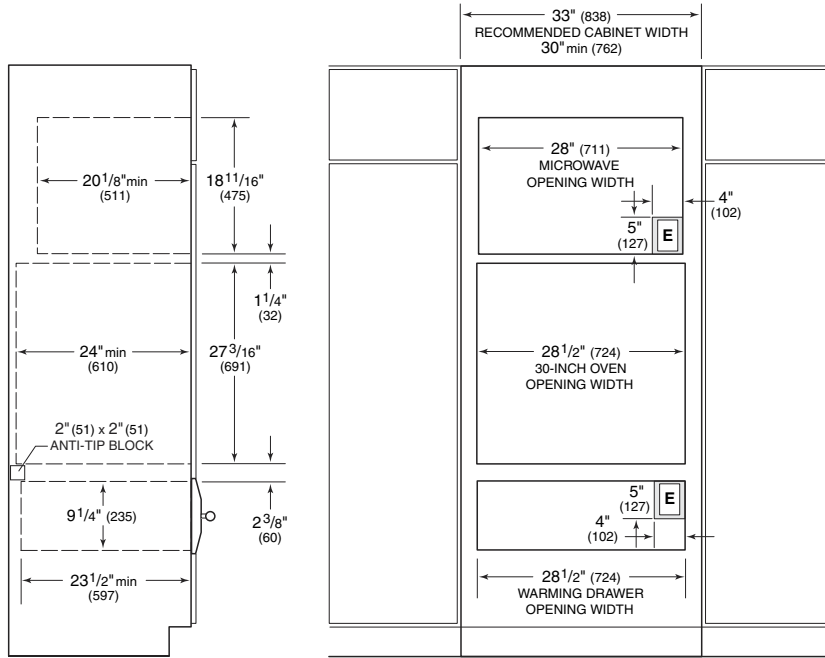 33" (838)
RECOMMENDED CABINET WIDTH
30" min (762)
20 1/8" min
(511)
18 11/16"
(475)
28" (711)
MICROWAVE
OPENING WIDTH
4"
(102)
5"
(127)
E
1 1/4"
(32)
24" min
(610)
27 3/16"
(691)
28 1/2" (724)
30-INCH OVEN
OPENING WIDTH
2" (51) x 2" (51)
ANTI-TIP BLOCK
9 1/4" (235)
2 3/8"
(60)
5"
(127)
E
4"
(102)
23 1/2" min
(597)
28 1/2" (724)
WARMING DRAWER
OPENING WIDTH